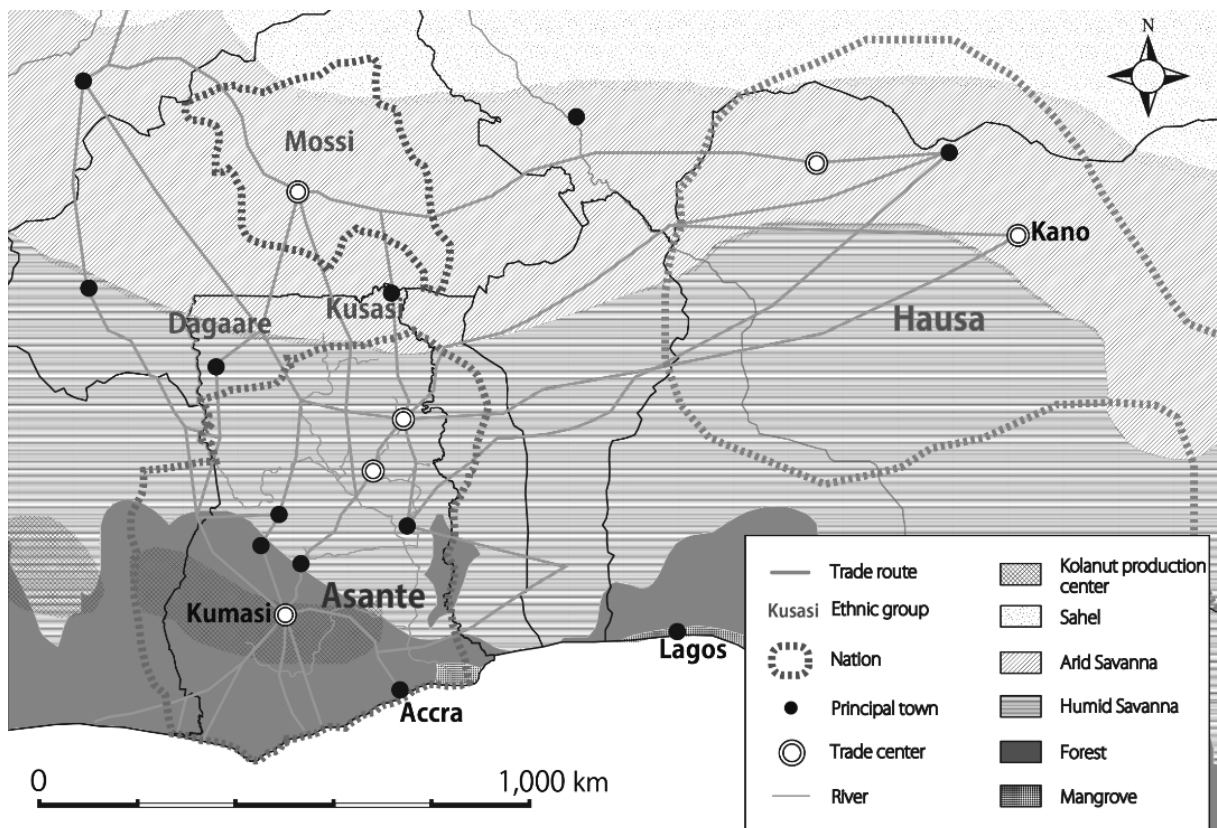 N
Mossi
Kano
Kusasi
Dagaare
Hausa
Asante
Kumasi
Lagos
Accra
0
1,000 km
Trade route
Kusasi
Ethnic group
Nation
Principal town
Trade center
River
Kolanut production
center
Sahel
Arid Savanna
Humid Savanna
Forest
Mangrove